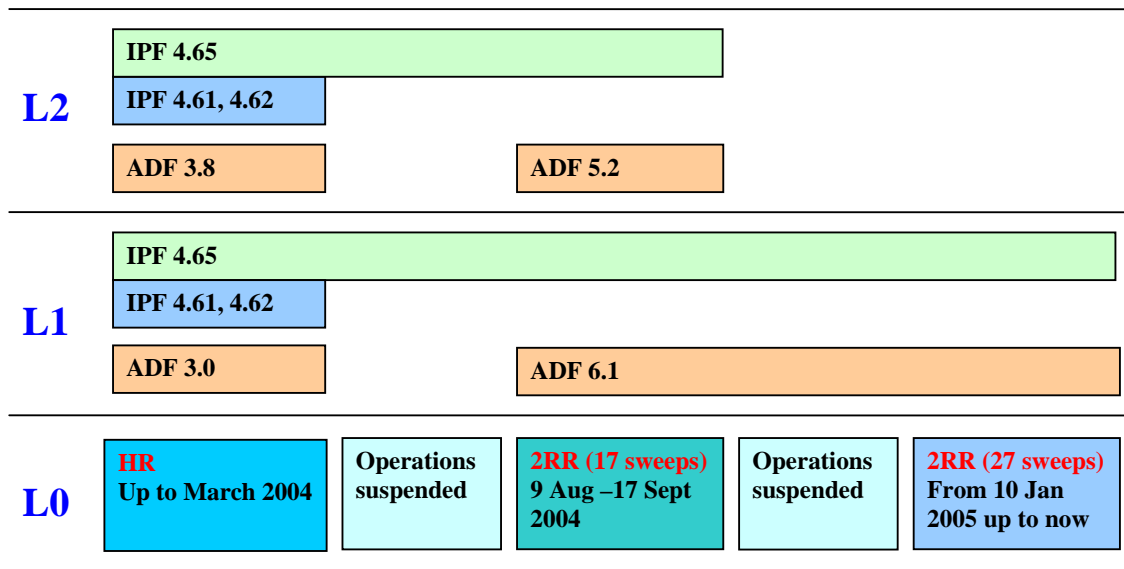 L2
IPF 4.65
IPF 4.61, 4.62
ADF 3.8
ADF 5.2
L1
IPF 4.65
IPF 4.61, 4.62
ADF 3.0
ADF 6.1
L0
HR
Up to March 2004
Operations
suspended
2RR (17 sweeps)
9 Aug –17 Sept
2004
Operations
suspended
2RR (27 sweeps)
From 10 Jan
2005 up to now